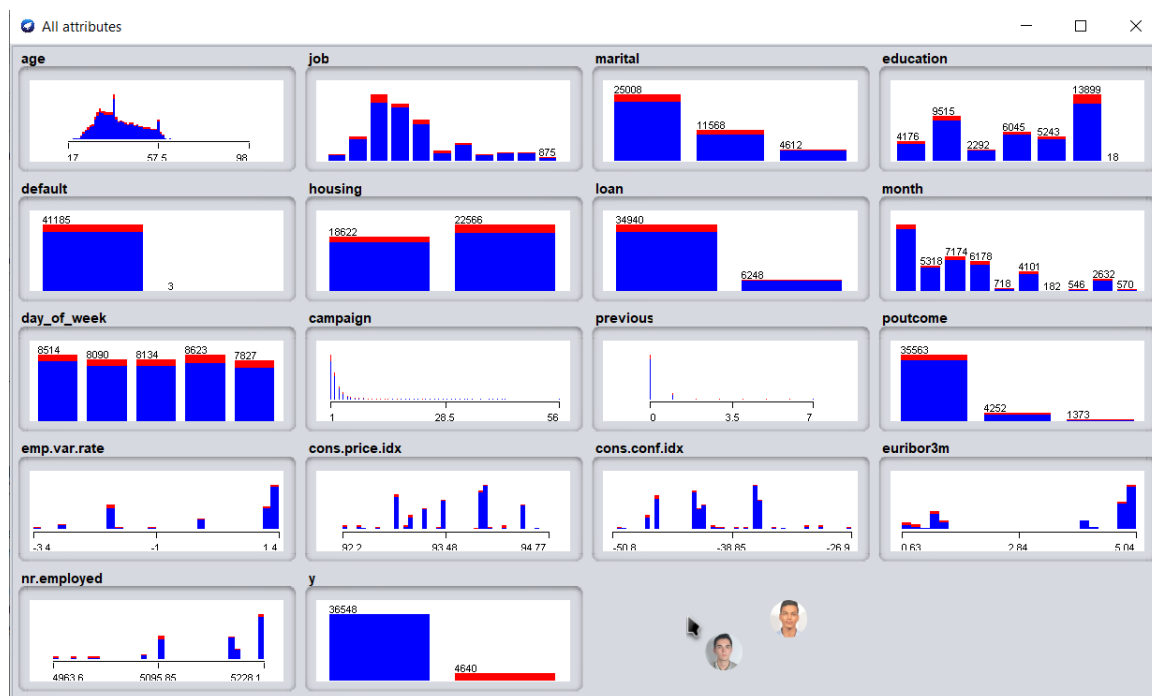 All attributes
age
17 57.5 98
job
875
marital
25008
11568
4612
education
4176 9515 2292 6045 5243 13899 18
default
41185
3
housing
18622 22566
loan
34940
6248
month
5318 7174 6178 718 4101 182 546 2632 570
day_of_week
8514 8090 8134 8623 7827
campaign
1 28.5 56
previous
0 3.5 7
poutcome
35563
4252
1373
emp.var.rate
-3.4 -1 1.4
cons.price.idx
92.2 93.48 94.77
cons.conf.idx
-50.8 -38.85 -26.9
euribor3m
0.63 2.84 5.04
nr.employed
4963.6 5095.85 5228.1
y
36548
4640